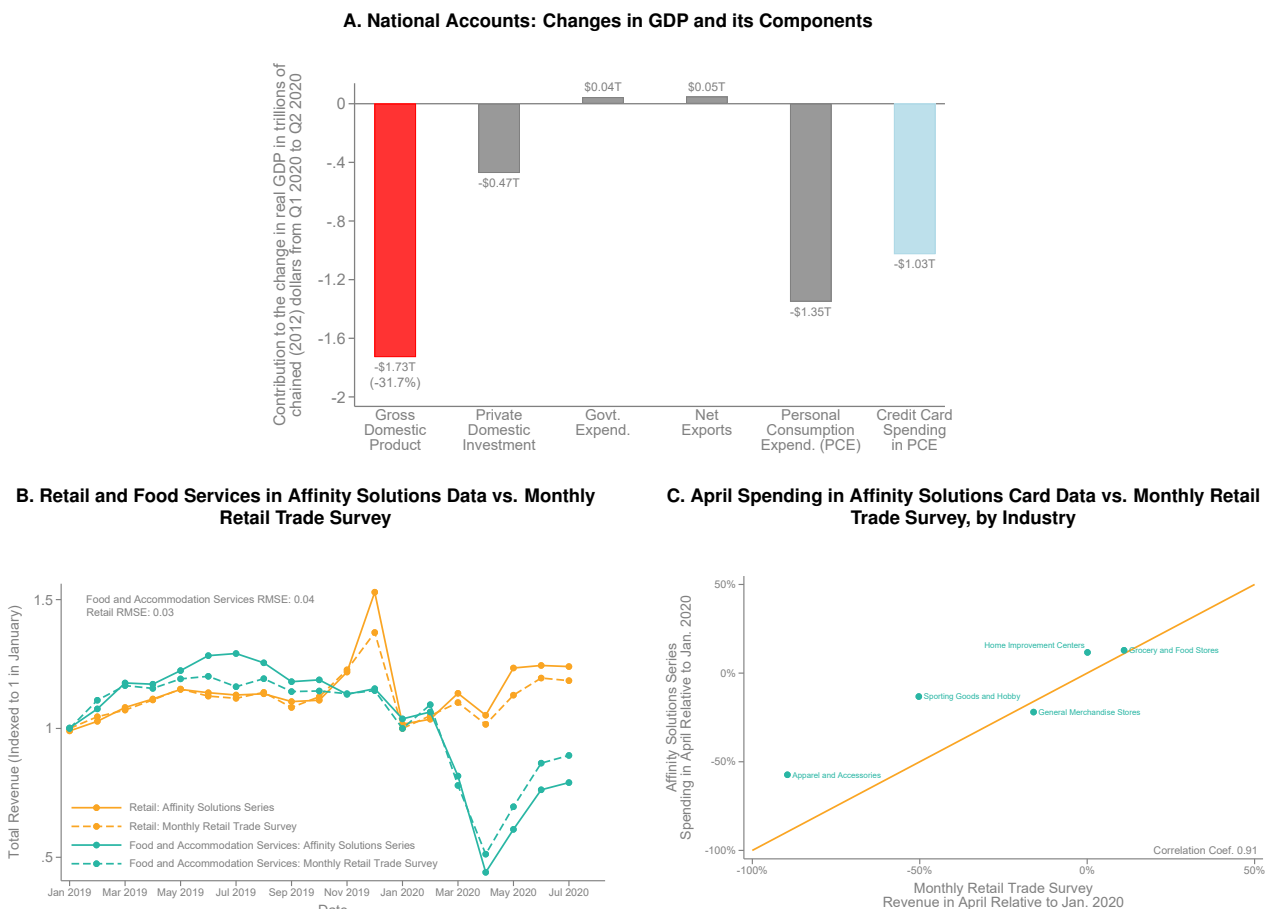 A. National Accounts: Changes in GDP and its Components
Contribution to the change in real GDP in trillions of
chained (2012) dollars from Q1 2020 to Q2 2020
0
-.4
-.8
-1.2
-1.6
-2
-$1.73T
(-31.7%)
-$0.47T
$0.04T
$0.05T
-$1.35T
-$1.03T
Gross
Domestic
Product
Private
Domestic
Investment
Govt.
Expend.
Net
Exports
Personal
Consumption
Expend. (PCE)
Credit Card
Spending
in PCE
B. Retail and Food Services in Affinity Solutions Data vs. Monthly
Retail Trade Survey
Total Revenue (Indexed to 1 in January)
1.5
1
.5
Food and Accommodation Services RMSE: 0.04
Retail RMSE: 0.03
Retail: Affinity Solutions Series
Retail: Monthly Retail Trade Survey
Food and Accommodation Services: Affinity Solutions Series
Food and Accommodation Services: Monthly Retail Trade Survey
Jan 2019
Mar 2019
May 2019
Jul 2019
Sep 2019
Nov 2019
Jan 2020
Mar 2020
May 2020
Jul 2020
Date
C. April Spending in Affinity Solutions Card Data vs. Monthly Retail
Trade Survey, by Industry
Affinity Solutions Series
Spending in April Relative to Jan. 2020
50%
0%
-50%
-100%
Home Improvement Centers
Grocery and Food Stores
Sporting Goods and Hobby
General Merchandise Stores
Apparel and Accessories
Correlation Coef. 0.91
-100%
-50%
0%
50%
Monthly Retail Trade Survey
Revenue in April Relative to Jan. 2020